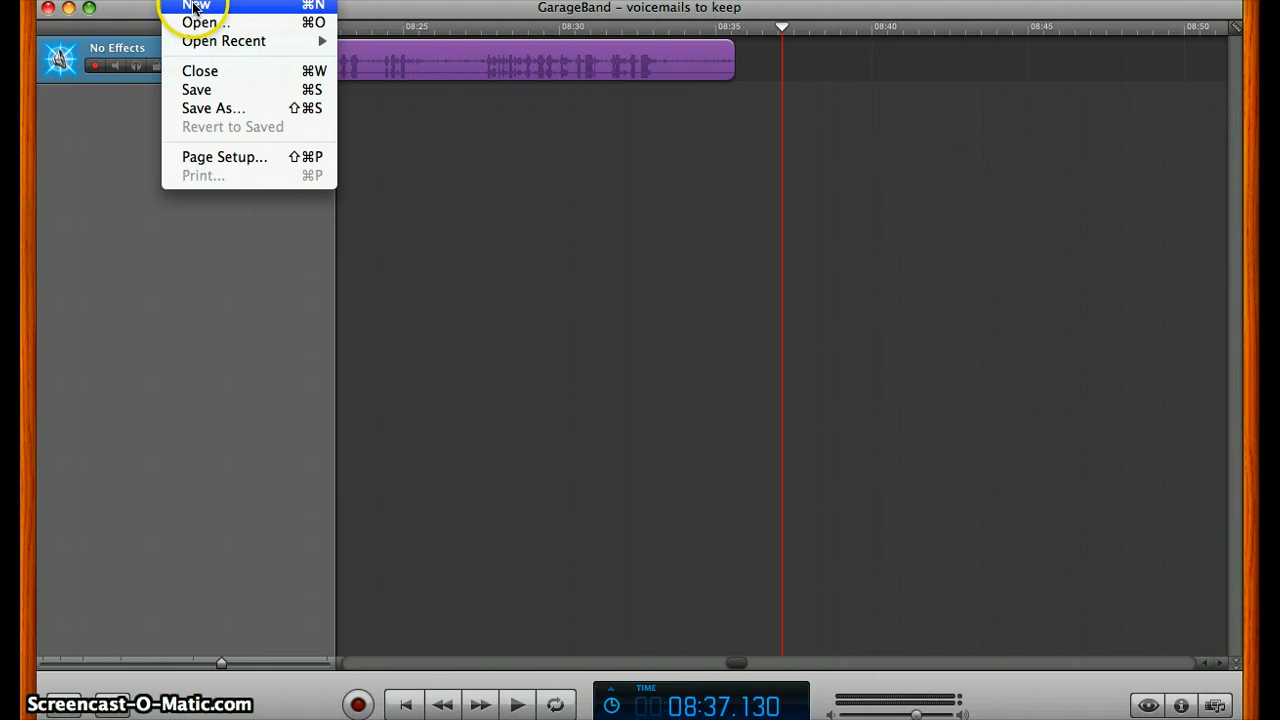 New ⌘N
GarageBand – voicemails to keep
Open... ⌘O
08:25 08:30 08:35 08:40 08:45 08:50
Open Recent
No Effects
Close ⌘W
Save ⌘S
Save As... ⇧⌘S
Revert to Saved
Page Setup... ⇧⌘P
Print... ⌘P
TIME
08:37.130
Screencast-O-Matic.com